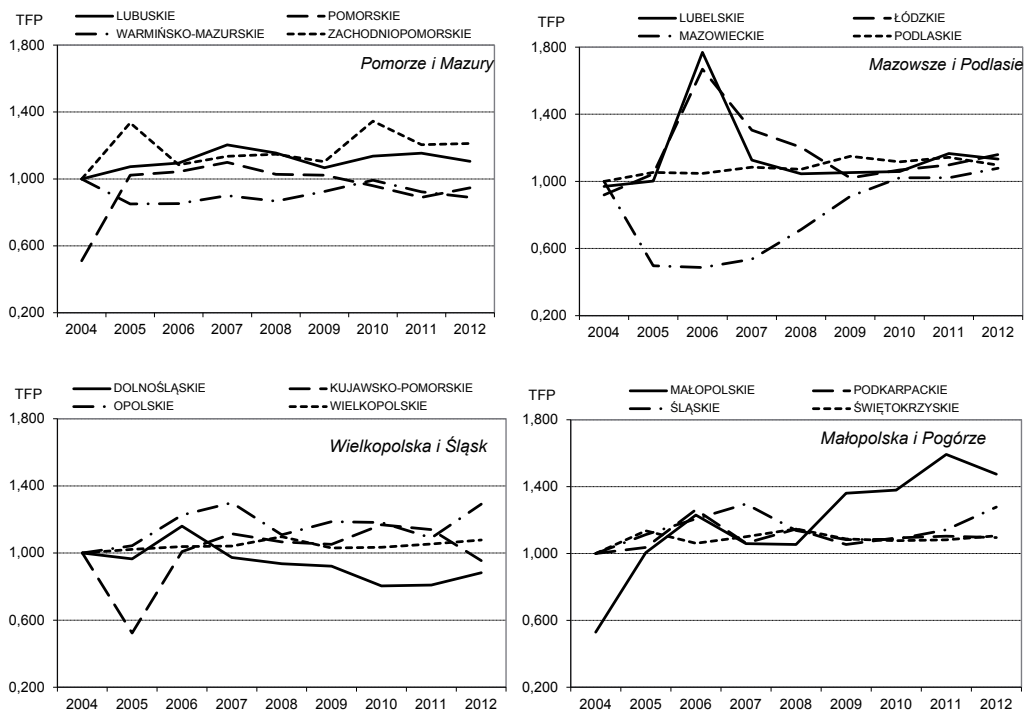 TFP
LUBUSKIE POMORSKIE
WARMIŃSKO-MAZURSKIE ZACHODNIOPOMORSKIE
Pomorze i Mazury
1,800
1,400
1,000
0,600
0,200
2004 2005 2006 2007 2008 2009 2010 2011 2012
TFP
LUBELSKIE ŁÓDZKIE
MAZOWIECKIE PODLASKIE
Mazowsze i Podlasie
1,800
1,400
1,000
0,600
0,200
2004 2005 2006 2007 2008 2009 2010 2011 2012
TFP
DOLNOŚLĄSKIE KUJAWSKO-POMORSKIE
OPOLSKIE WIELKOPOLSKIE
Wielkopolska i Śląsk
1,800
1,400
1,000
0,600
0,200
2004 2005 2006 2007 2008 2009 2010 2011 2012
TFP
MAŁOPOLSKIE PODKARPACKIE
ŚLĄSKIE ŚWIĘTOKRZYSKIE
Małopolska i Pogórze
1,800
1,400
1,000
0,600
0,200
2004 2005 2006 2007 2008 2009 2010 2011 2012